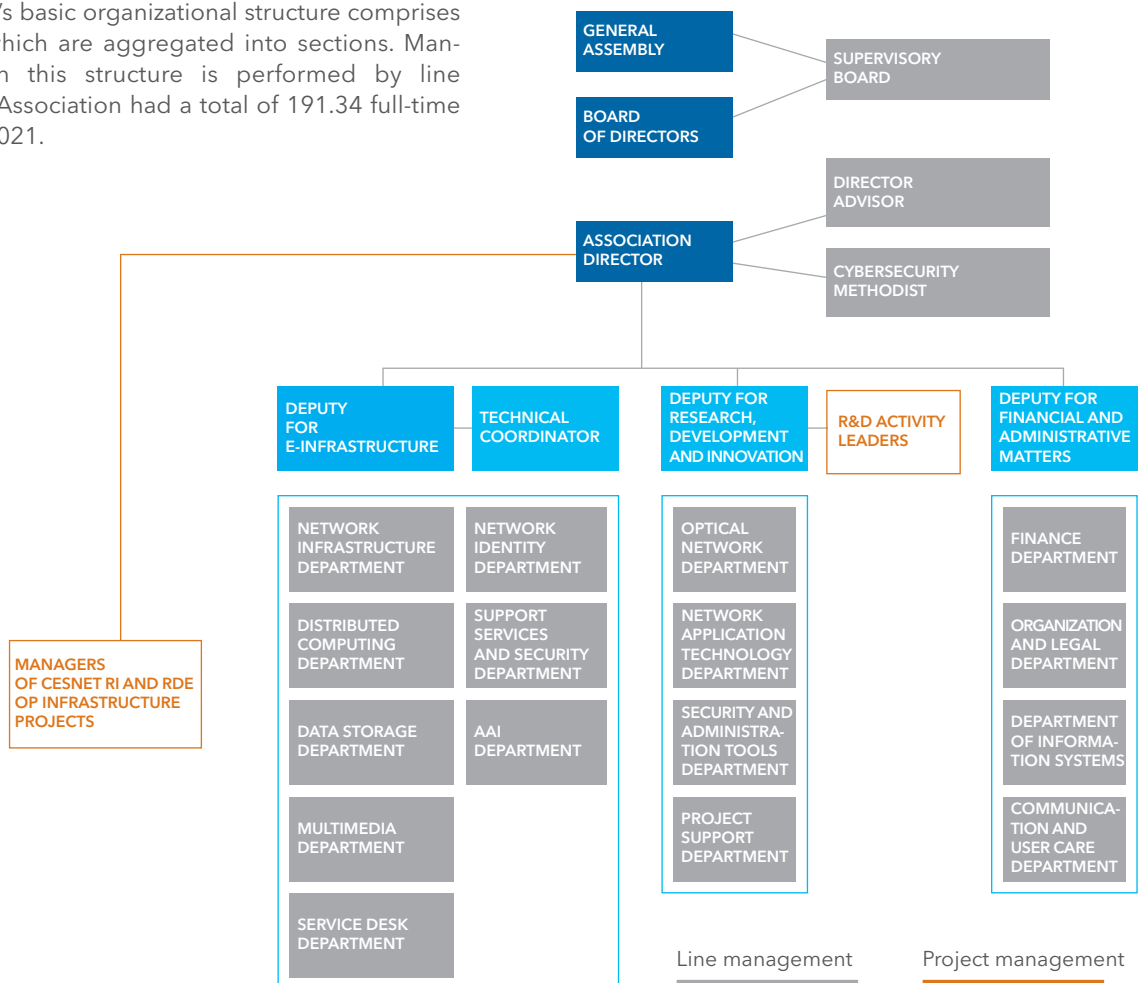 's basic organizational structure comprises
which are aggregated into sections. Man-
this structure is performed by line
Association had a total of 191.34 full-time
021.
GENERAL
ASSEMBLY
SUPERVISORY
BOARD
BOARD
OF DIRECTORS
DIRECTOR
ADVISOR
ASSOCIATION
DIRECTOR
CYBERSECURITY
METHODIST
DEPUTY
FOR
E-INFRASTRUCTURE
TECHNICAL
COORDINATOR
DEPUTY FOR
RESEARCH,
DEVELOPMENT
AND INNOVATION
R&D ACTIVITY
LEADERS
DEPUTY FOR
FINANCIAL AND
ADMINISTRATIVE
MATTERS
NETWORK
INFRASTRUCTURE
DEPARTMENT
NETWORK
IDENTITY
DEPARTMENT
OPTICAL
NETWORK
DEPARTMENT
FINANCE
DEPARTMENT
DISTRIBUTED
COMPUTING
DEPARTMENT
SUPPORT
SERVICES
AND SECURITY
DEPARTMENT
NETWORK
APPLICATION
TECHNOLOGY
DEPARTMENT
ORGANIZATION
AND LEGAL
DEPARTMENT
MANAGERS
OF CESNET RI AND RDE
OP INFRASTRUCTURE
PROJECTS
DATA STORAGE
DEPARTMENT
AAI
DEPARTMENT
SECURITY AND
ADMINISTRA-
TION TOOLS
DEPARTMENT
DEPARTMENT
OF INFORMA-
TION SYSTEMS
MULTIMEDIA
DEPARTMENT
PROJECT
SUPPORT
DEPARTMENT
COMMUNICA-
TION AND
USER CARE
DEPARTMENT
SERVICE DESK
DEPARTMENT
Line management
Project management